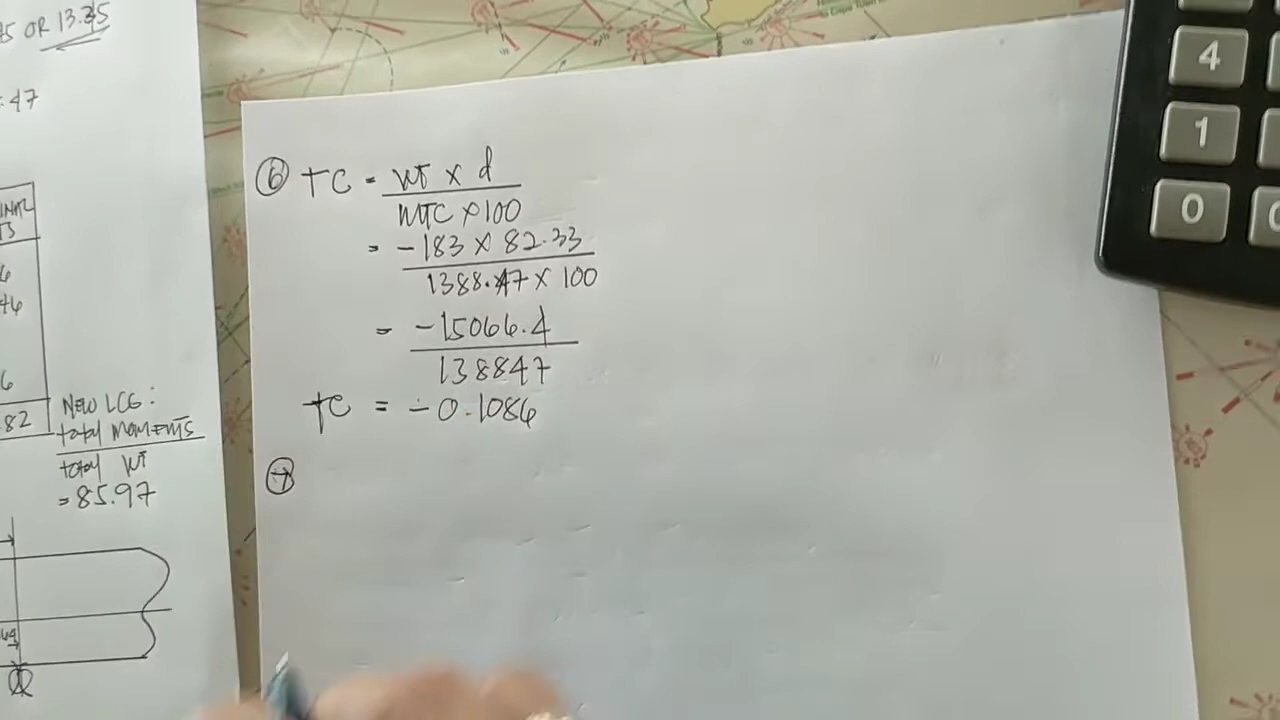 OR 13.35
47
82
NEW LCG:
total MOMENTS
total WT
= 85.97
⑥ TC = WT x d
MTC x 100
= -183 x 82.33
1388.47 x 100
= -15066.4
138847
TC = -0.1086
⑦
4
1
0